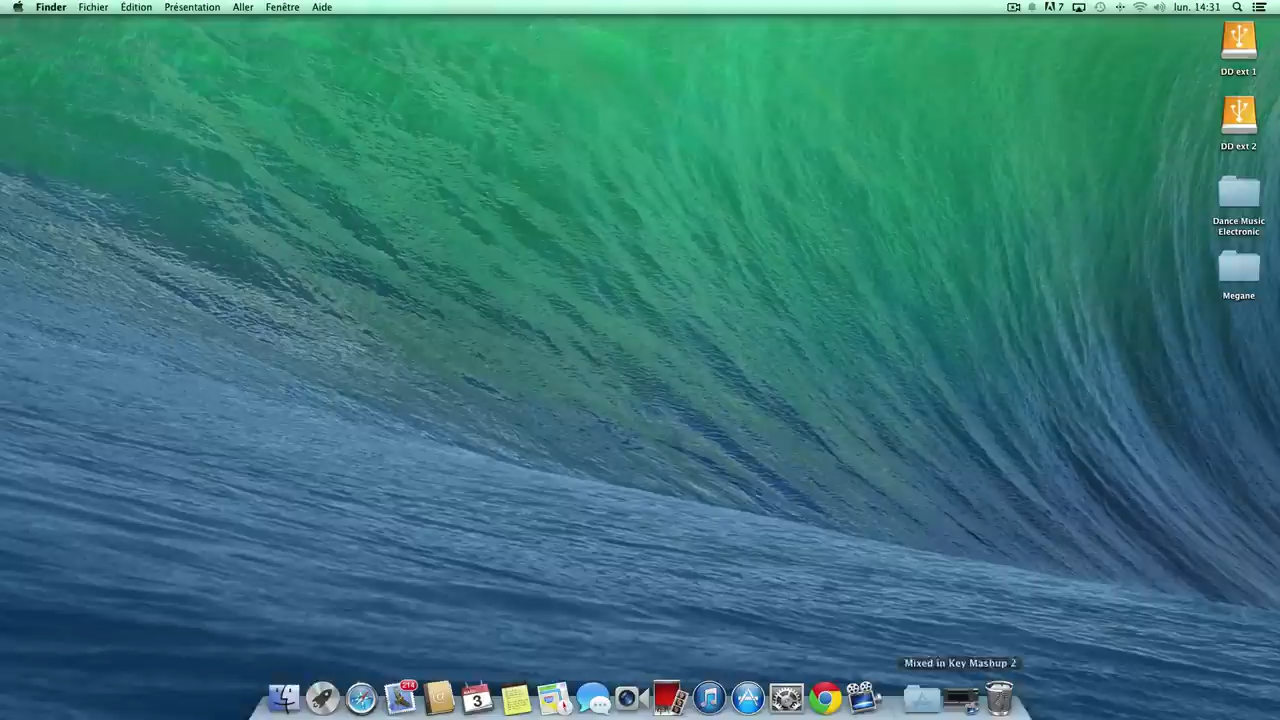 Finder Fichier Édition Présentation Aller Fenêtre Aide
7 lun. 14:31
DD ext 1
DD ext 2
Dance Music
Electronic
Megane
Mixed in Key Mashup 2
214
3